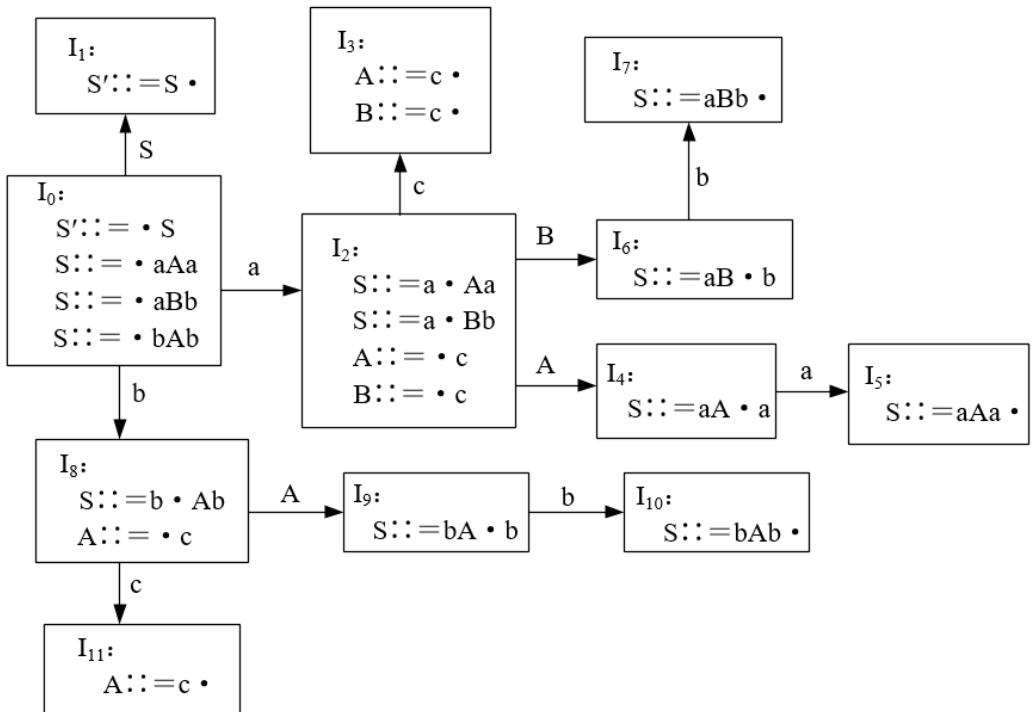 I₁:
S′∷=S·
S
I₀:
S′∷=·S
S∷=·aAa
S∷=·aBb
S∷=·bAb
a
b
I₃:
A∷=c·
B∷=c·
c
I₂:
S∷=a·Aa
S∷=a·Bb
A∷=·c
B∷=·c
B
A
I₇:
S∷=aBb·
b
I₆:
S∷=aB·b
I₄:
S∷=aA·a
a
I₅:
S∷=aAa·
I₈:
S∷=b·Ab
A∷=·c
A
c
I₉:
S∷=bA·b
b
I₁₀:
S∷=bAb·
I₁₁:
A∷=c·